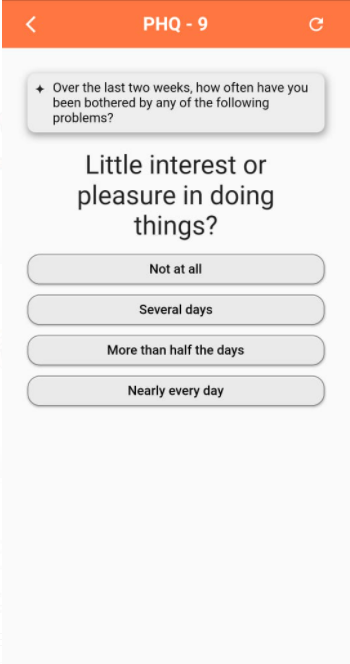 PHQ - 9
Over the last two weeks, how often have you
been bothered by any of the following
problems?
Little interest or
pleasure in doing
things?
Not at all
Several days
More than half the days
Nearly every day